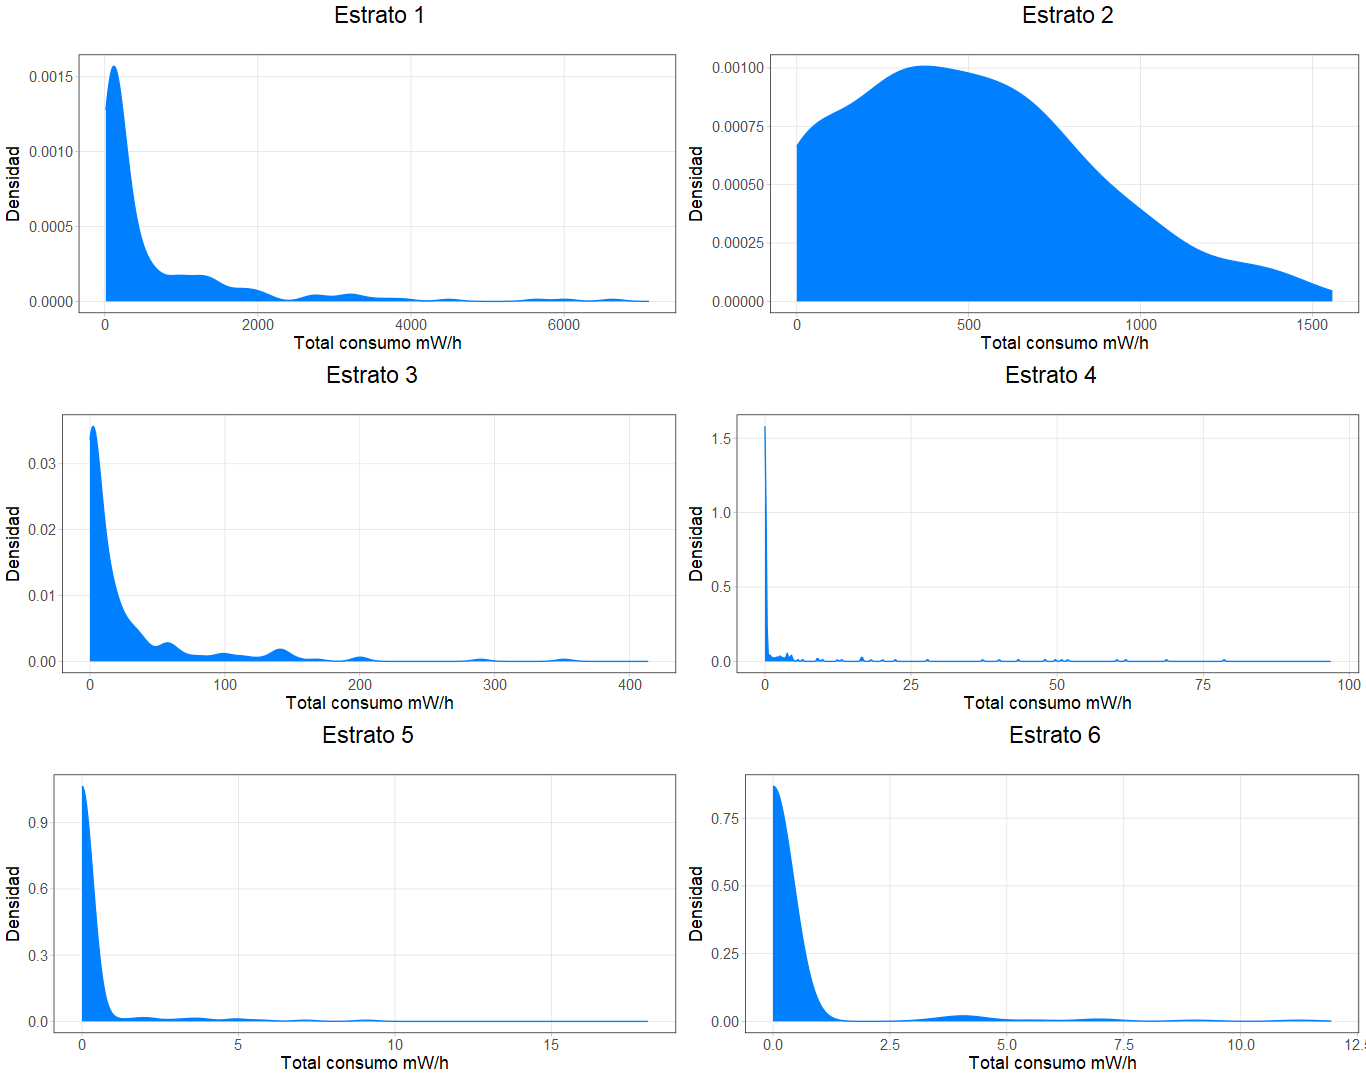 Estrato 1
Densidad
0.0015
0.0010
0.0005
0.0000
0 2000 4000 6000
Total consumo mW/h
Estrato 2
Densidad
0.00100
0.00075
0.00050
0.00025
0.00000
0 500 1000 1500
Total consumo mW/h
Estrato 3
Densidad
0.03
0.02
0.01
0.00
0 100 200 300 400
Total consumo mW/h
Estrato 4
Densidad
1.5
1.0
0.5
0.0
0 25 50 75 100
Total consumo mW/h
Estrato 5
Densidad
0.9
0.6
0.3
0.0
0 5 10 15
Total consumo mW/h
Estrato 6
Densidad
0.75
0.50
0.25
0.00
0.0 2.5 5.0 7.5 10.0 12.5
Total consumo mW/h